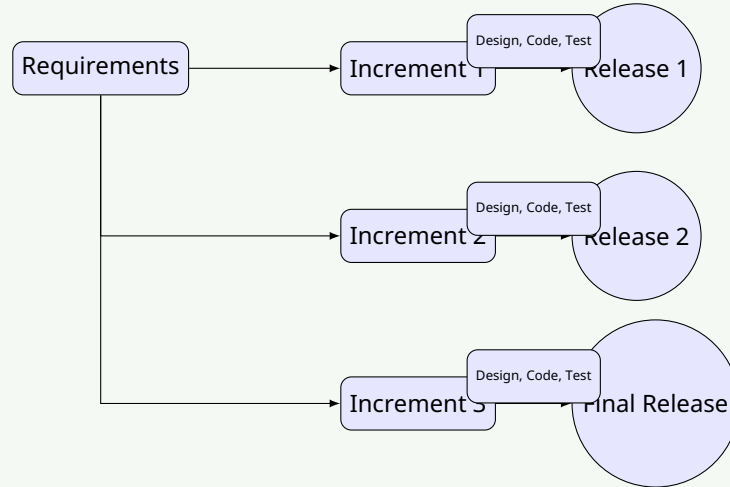 Requirements
Increment 1
Design, Code, Test
Release 1
Increment 2
Design, Code, Test
Release 2
Increment 3
Design, Code, Test
Final Release